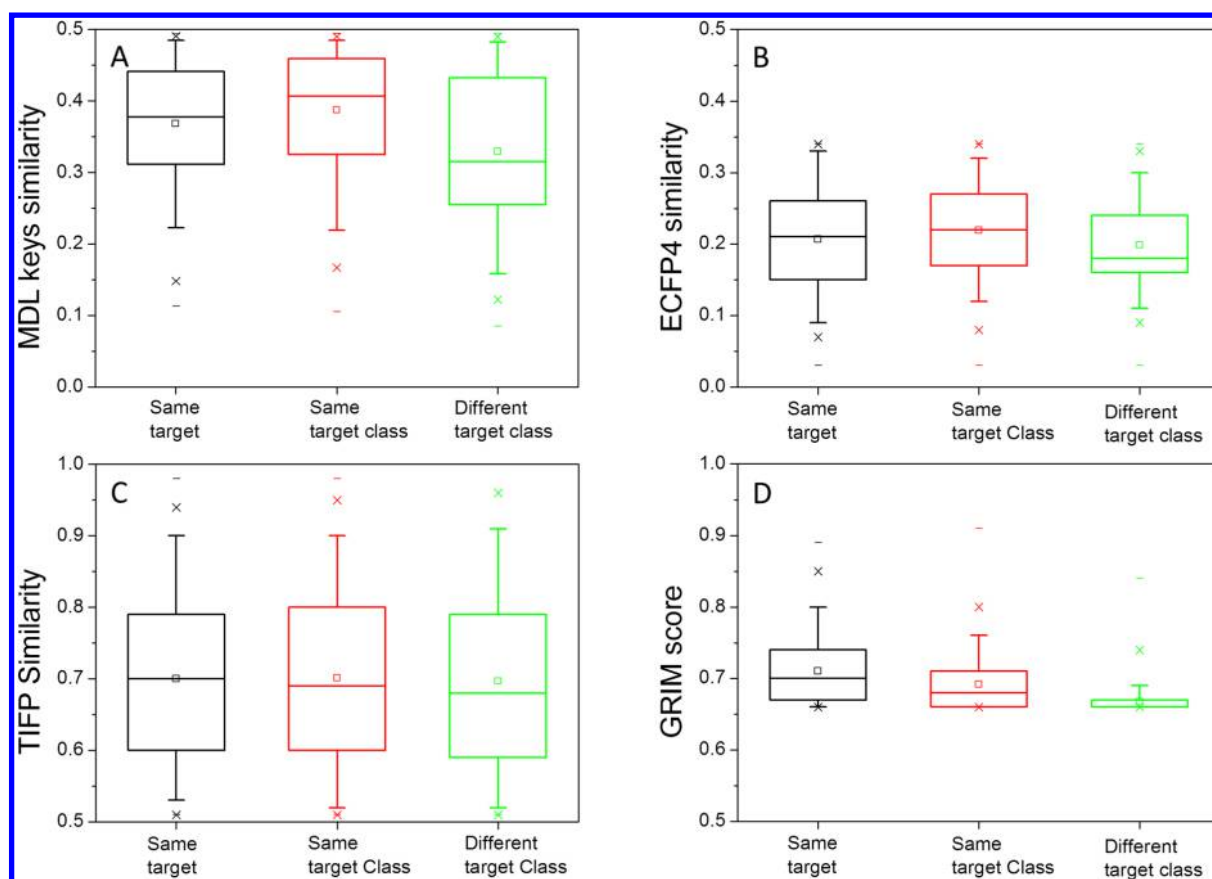 A
MDL keys similarity
0.5
0.4
0.3
0.2
0.1
0.0
Same
target
Same
target class
Different
target class
B
ECFP4 similarity
0.5
0.4
0.3
0.2
0.1
0.0
Same
target
Same
target Class
Different
target class
C
TIFP Similarity
1.0
0.9
0.8
0.7
0.6
0.5
Same
target
Same
target Class
Different
target Class
D
GRIM score
1.0
0.9
0.8
0.7
0.6
0.5
Same
target
Same
target Class
Different
target class